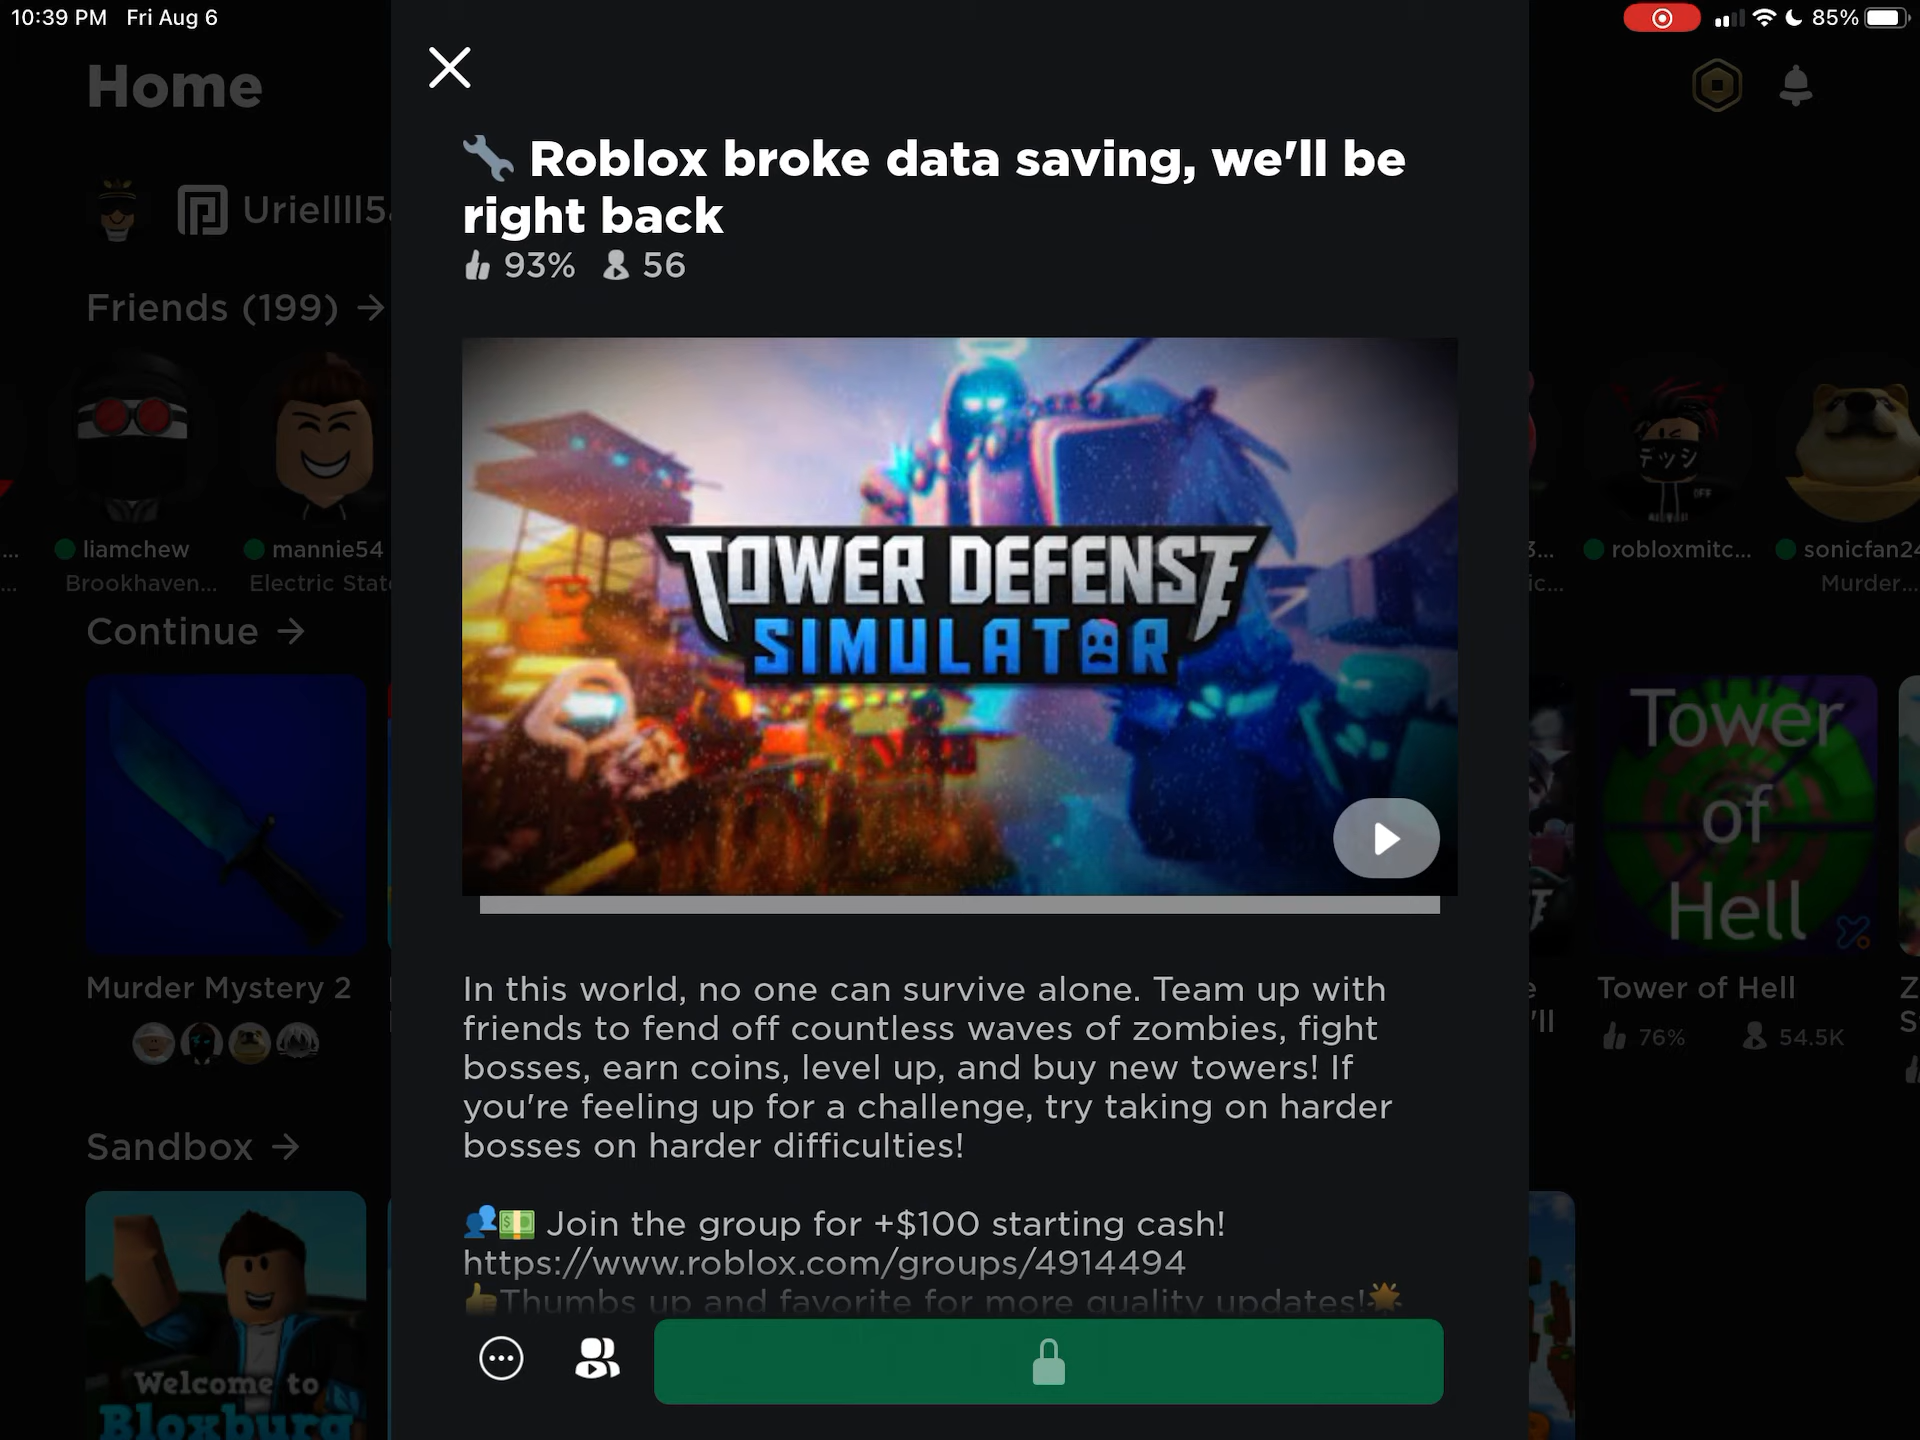 10:39 PM Fri Aug 6
85%
Home
Uriellll5
Friends (199) →
liamchew
Brookhaven...
mannie54
Electric State
robloxmitc...
sonicfan24
Murder...
Continue →
Murder Mystery 2
Tower
of
Hell
Tower of Hell
76% 54.5K
Sandbox →
Welcome to
Bloxburg
🔧 Roblox broke data saving, we'll be
right back
93% 56
TOWER DEFENSE
SIMULATOR
In this world, no one can survive alone. Team up with
friends to fend off countless waves of zombies, fight
bosses, earn coins, level up, and buy new towers! If
you're feeling up for a challenge, try taking on harder
bosses on harder difficulties!
👥💵 Join the group for +$100 starting cash!
https://www.roblox.com/groups/4914494
👍Thumbs up and favorite for more quality updates!🌟